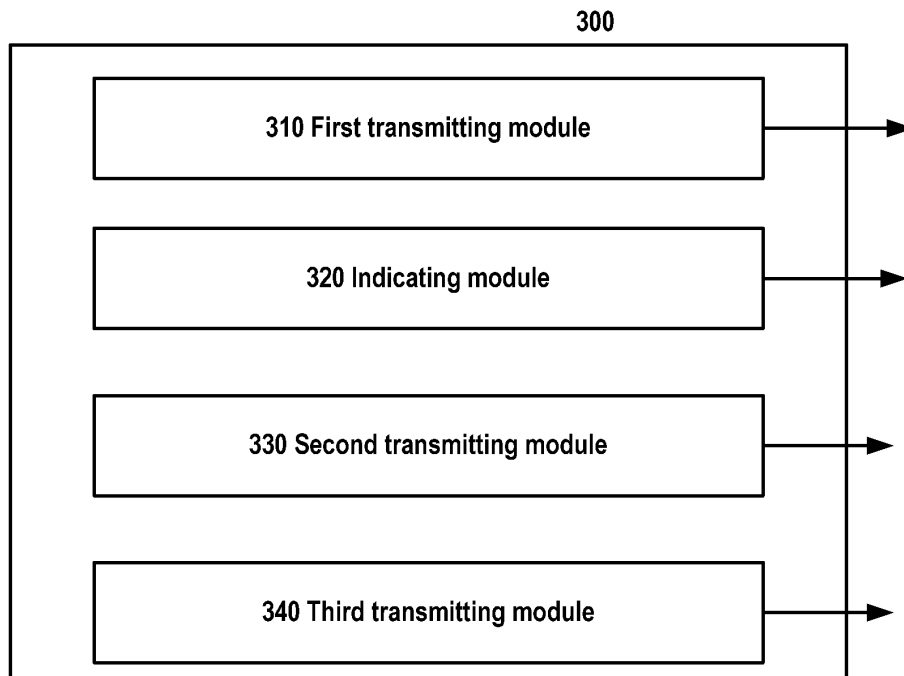 300
310 First transmitting module
320 Indicating module
330 Second transmitting module
340 Third transmitting module